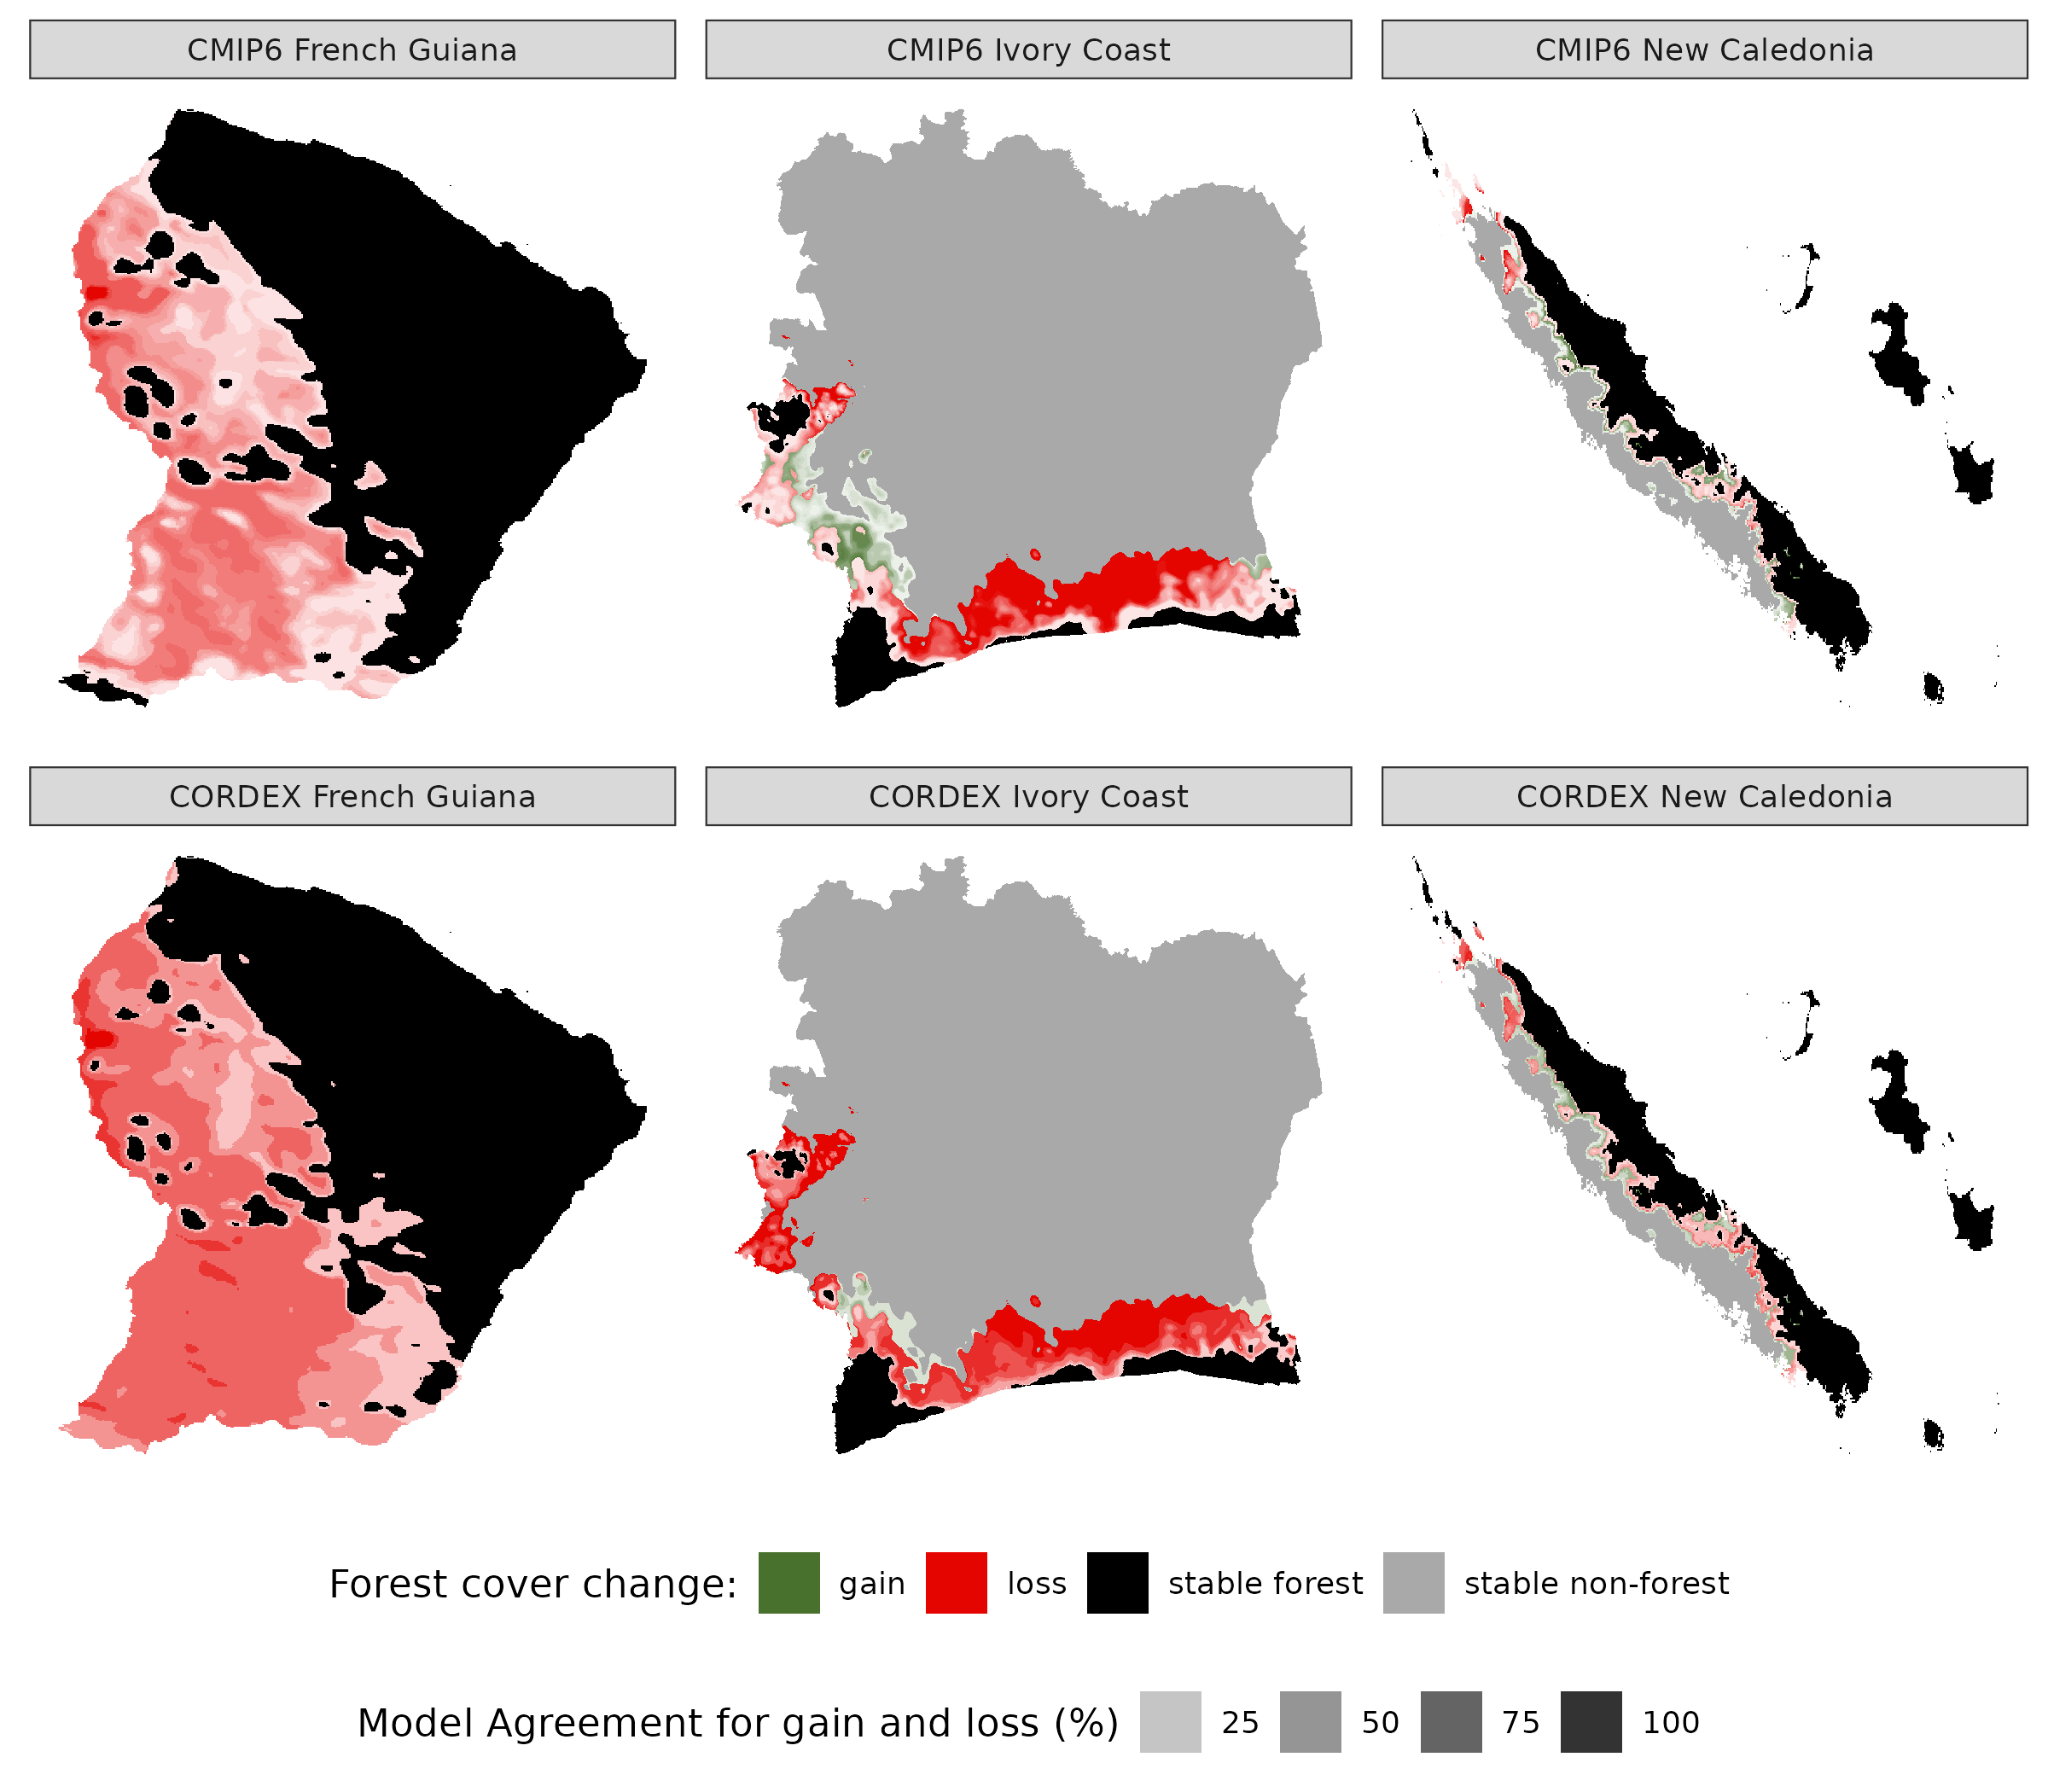 CMIP6 French Guiana
CMIP6 Ivory Coast
CMIP6 New Caledonia
CORDEX French Guiana
CORDEX Ivory Coast
CORDEX New Caledonia
Forest cover change: gain loss stable forest stable non-forest
Model Agreement for gain and loss (%) 25 50 75 100